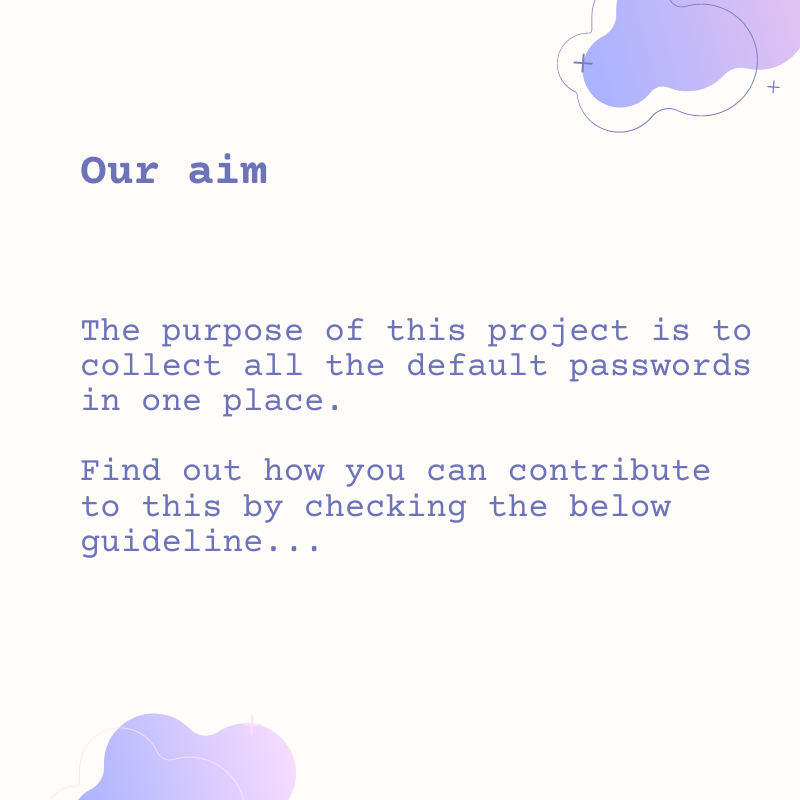 Our aim
The purpose of this project is to
collect all the default passwords
in one place.
Find out how you can contribute
to this by checking the below
guideline...